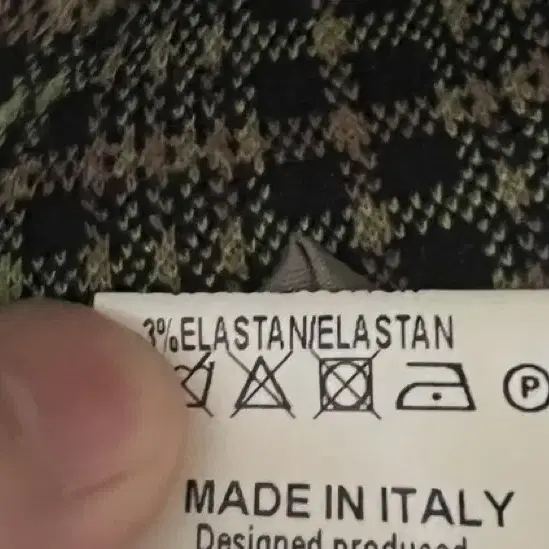 3%ELASTAN/ELASTAN
P
MADE IN ITALY
Designed produced